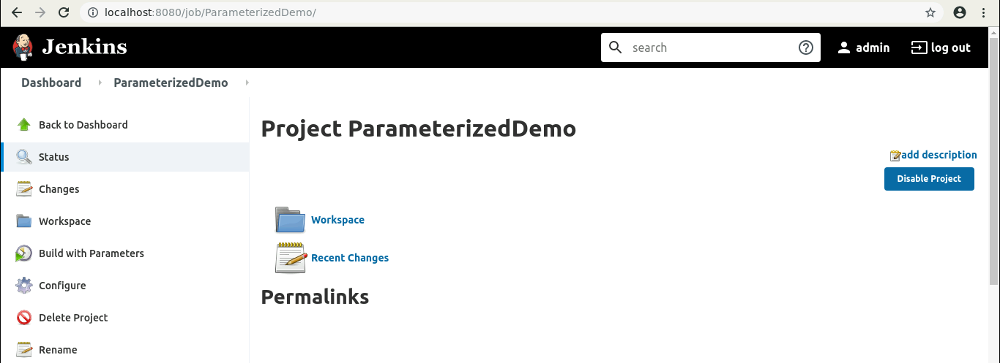 localhost:8080/job/ParameterizedDemo/
Jenkins
search
admin
log out
Dashboard
ParameterizedDemo
Back to Dashboard
Status
Changes
Workspace
Build with Parameters
Configure
Delete Project
Rename
Project ParameterizedDemo
add description
Disable Project
Workspace
Recent Changes
Permalinks